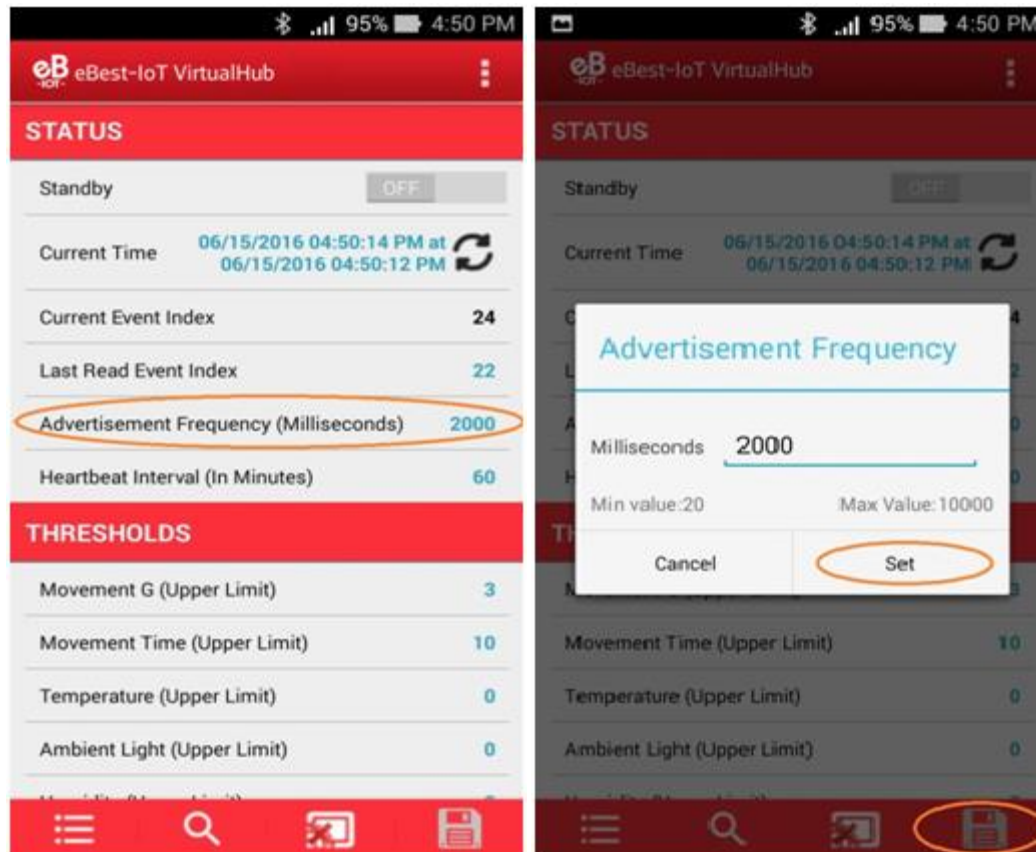 95% 4:50 PM
eB
-IOT-
eBest-IoT VirtualHub
STATUS
Standby
OFF
Current Time
06/15/2016 04:50:14 PM at
06/15/2016 04:50:12 PM
Current Event Index 24
Last Read Event Index 22
Advertisement Frequency (Milliseconds) 2000
Heartbeat Interval (In Minutes) 60
THRESHOLDS
Movement G (Upper Limit) 3
Movement Time (Upper Limit) 10
Temperature (Upper Limit) 0
Ambient Light (Upper Limit) 0
95% 4:50 PM
eB
-IOT-
eBest-IoT VirtualHub
STATUS
Standby
OFF
Current Time
06/15/2016 04:50:14 PM at
06/15/2016 04:50:12 PM
Advertisement Frequency
Milliseconds 2000
Min value:20 Max Value:10000
Cancel Set
Movement Time (Upper Limit) 10
Temperature (Upper Limit) 0
Ambient Light (Upper Limit) 0